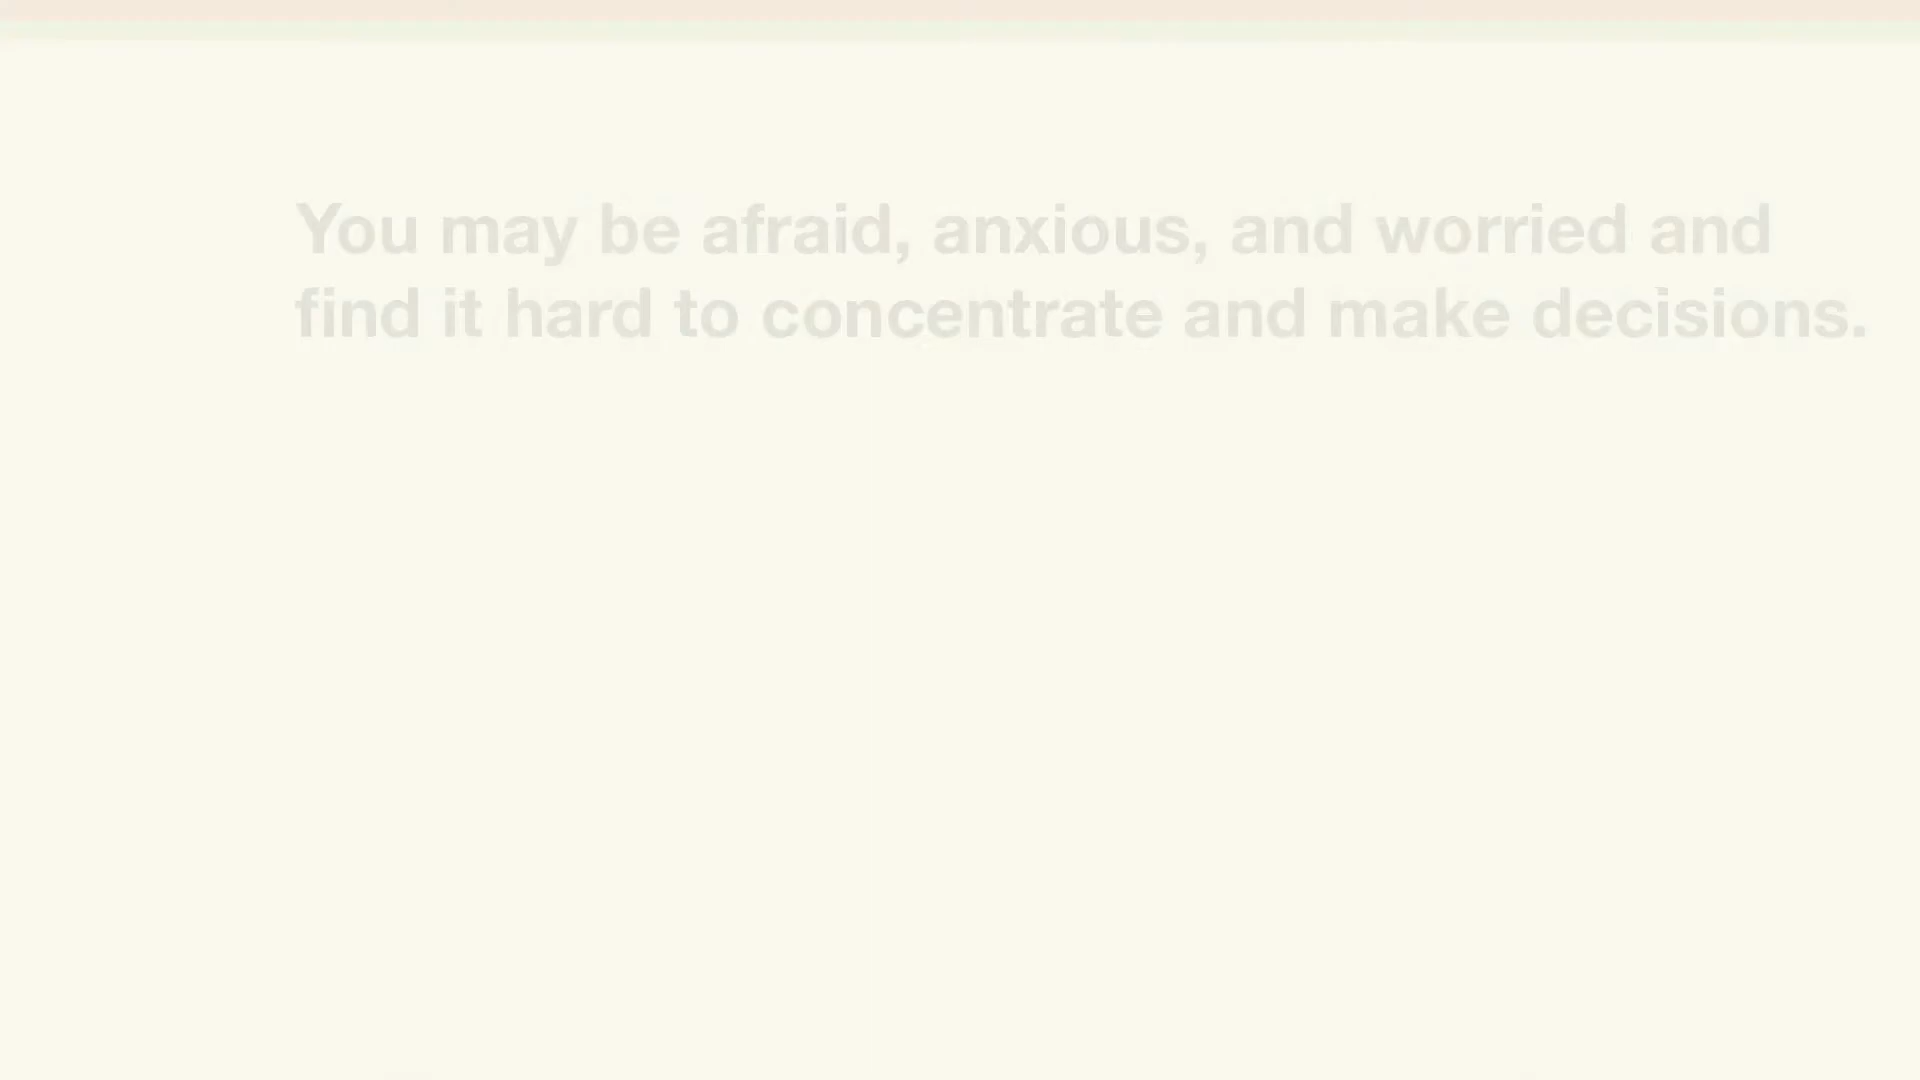 You may be afraid, anxious, and worried and
find it hard to concentrate and make decisions.